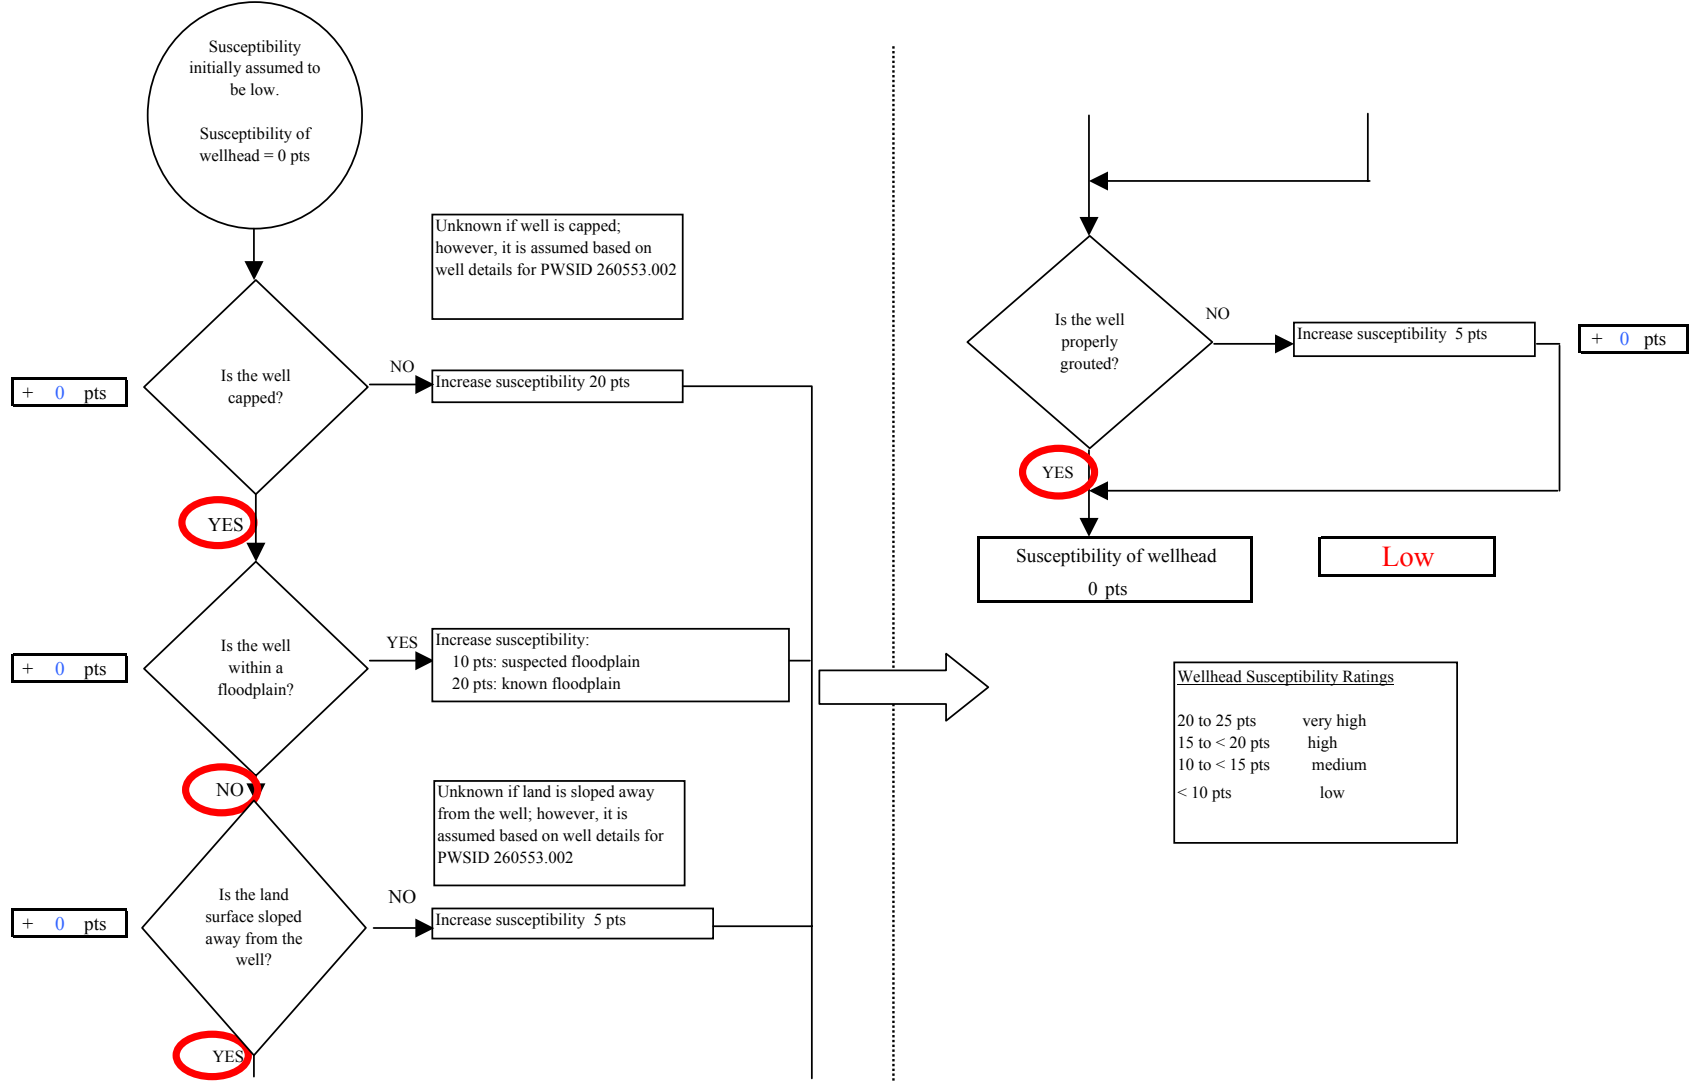 Susceptibility
initially assumed to
be low.
Susceptibility of
wellhead = 0 pts
Unknown if well is capped;
however, it is assumed based on
well details for PWSID 260553.002
+ 0 pts
Is the well
capped?
NO
Increase susceptibility 20 pts
YES
+ 0 pts
Is the well
within a
floodplain?
YES
Increase susceptibility:
10 pts: suspected floodplain
20 pts: known floodplain
NO
Unknown if land is sloped away
from the well; however, it is
assumed based on well details for
PWSID 260553.002
+ 0 pts
Is the land
surface sloped
away from the
well?
NO
Increase susceptibility 5 pts
YES
Is the well
properly
grouted?
NO
Increase susceptibility 5 pts
+ 0 pts
YES
Susceptibility of wellhead
0 pts
Low
Wellhead Susceptibility Ratings
20 to 25 pts very high
15 to < 20 pts high
10 to < 15 pts medium
< 10 pts low